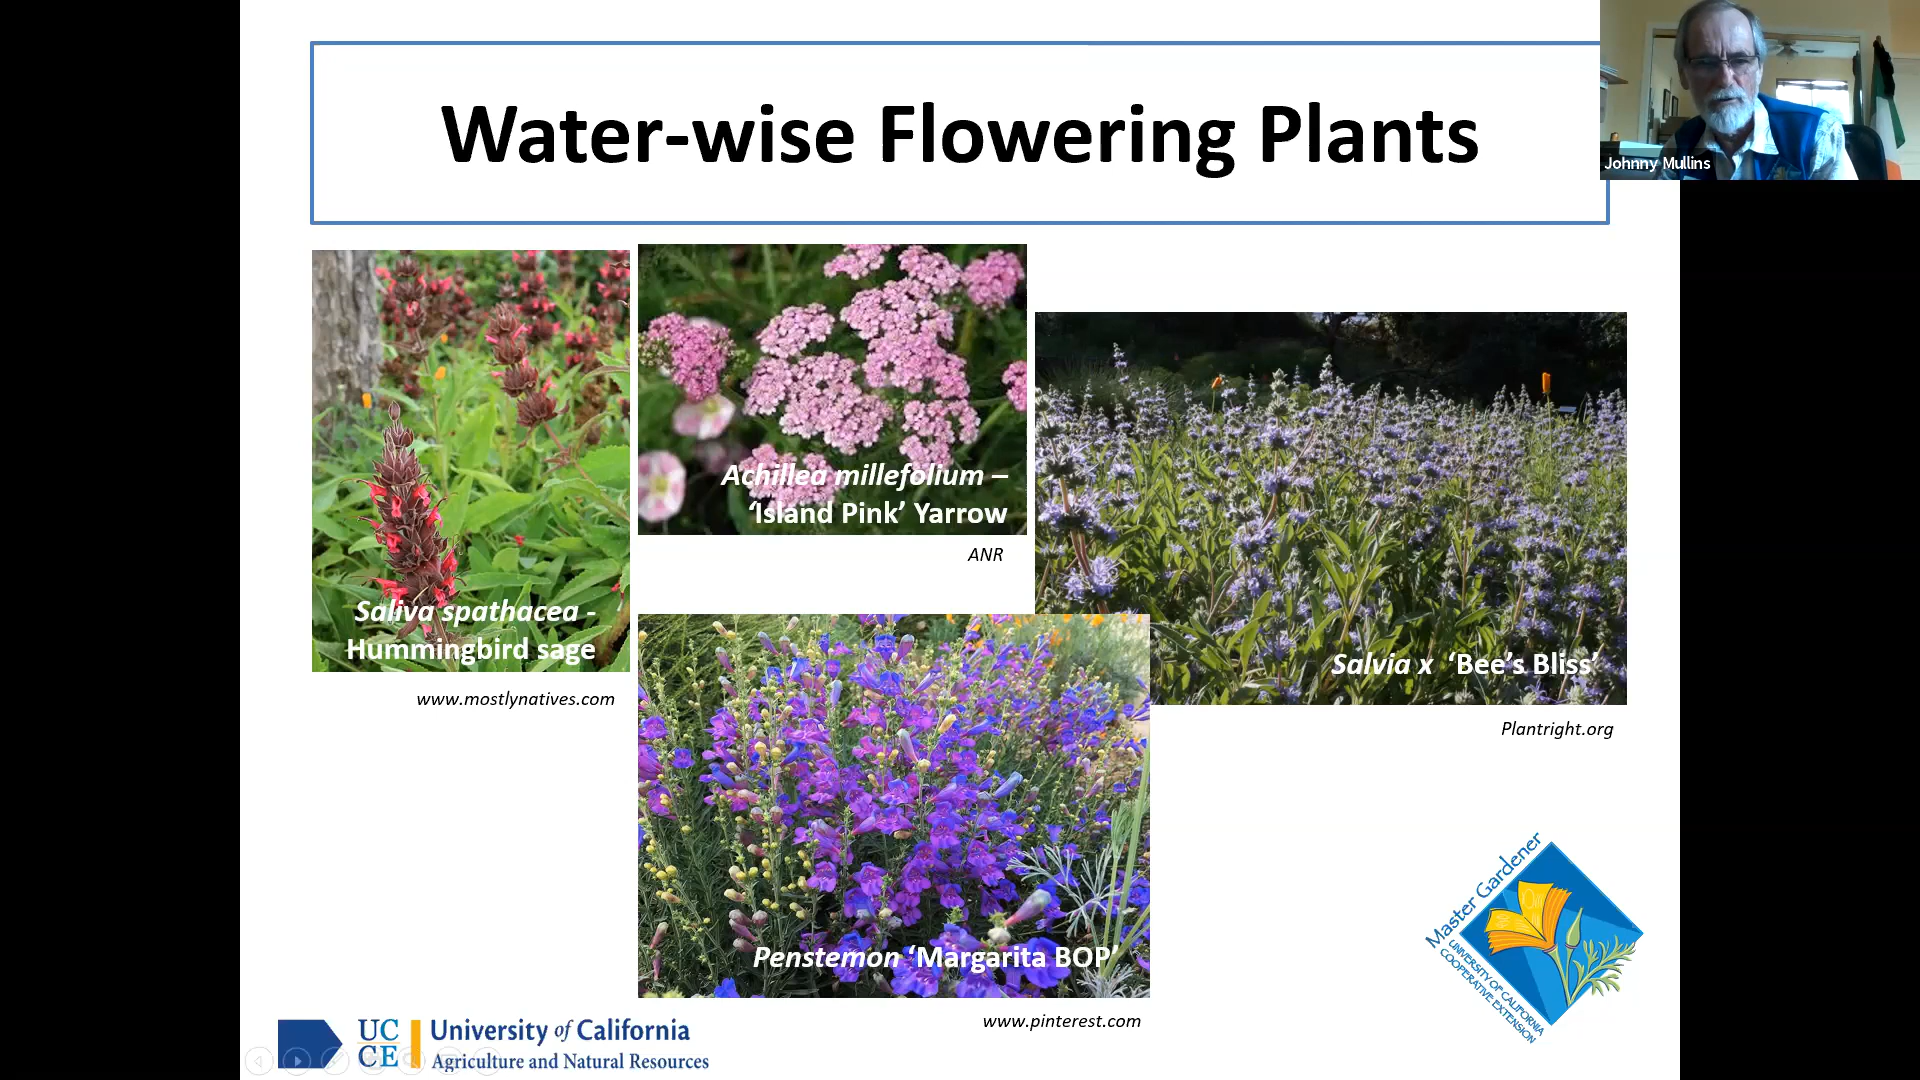 Water-wise Flowering Plants
Johnny Mullins
Saliva spathacea -
Hummingbird sage
www.mostlynatives.com
Achillea millefolium –
‘Island Pink’ Yarrow
ANR
Salvia x ‘Bee’s Bliss’
Plantright.org
Penstemon ‘Margarita BOP’
www.pinterest.com
Master Gardener
UNIVERSITY OF CALIFORNIA
COOPERATIVE EXTENSION
UC
CE
University of California
Agriculture and Natural Resources